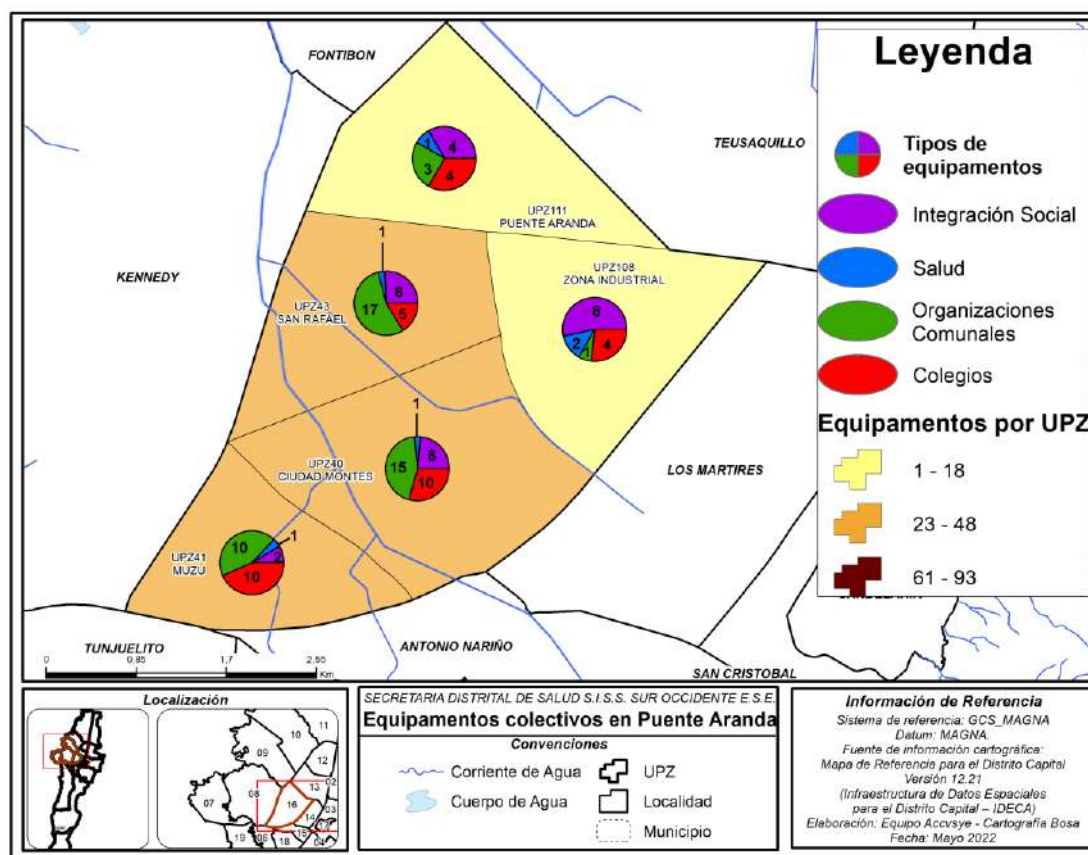 FONTIBON
TEUSAQUILLO
KENNEDY
LOS MARTIRES
TUNJUELITO
ANTONIO NARIÑO
SAN CRISTOBAL
UPZ111
PUENTE ARANDA
1
4
3
4
UPZ43
SAN RAFAEL
1
8
17
5
UPZ108
ZONA INDUSTRIAL
8
2
1
4
UPZ40
CIUDAD MONTES
1
8
15
10
UPZ41
MUZU
10
1
2
10
0 0,85 1,7 2,55
Km
Leyenda
Tipos de
equipamentos
Integración Social
Salud
Organizaciones
Comunales
Colegios
Equipamentos por UPZ
1 - 18
23 - 48
61 - 93
Localización
11
10
12
09
02
13
08
07
16
03
14
06
15
19
18
04
SECRETARIA DISTRITAL DE SALUD S.I.S.S. SUR OCCIDENTE E.S.E.
Equipamentos colectivos en Puente Aranda
Convenciones
Corriente de Agua
UPZ
Cuerpo de Agua
Localidad
Municipio
Información de Referencia
Sistema de referencia: GCS_MAGNA
Datum: MAGNA.
Fuente de información cartográfica:
Mapa de Referencia para el Distrito Capital
Versión 12.21
(Infraestructura de Datos Espaciales
para el Distrito Capital – IDECA)
Elaboración: Equipo Accvsye - Cartografía Bosa
Fecha: Mayo 2022